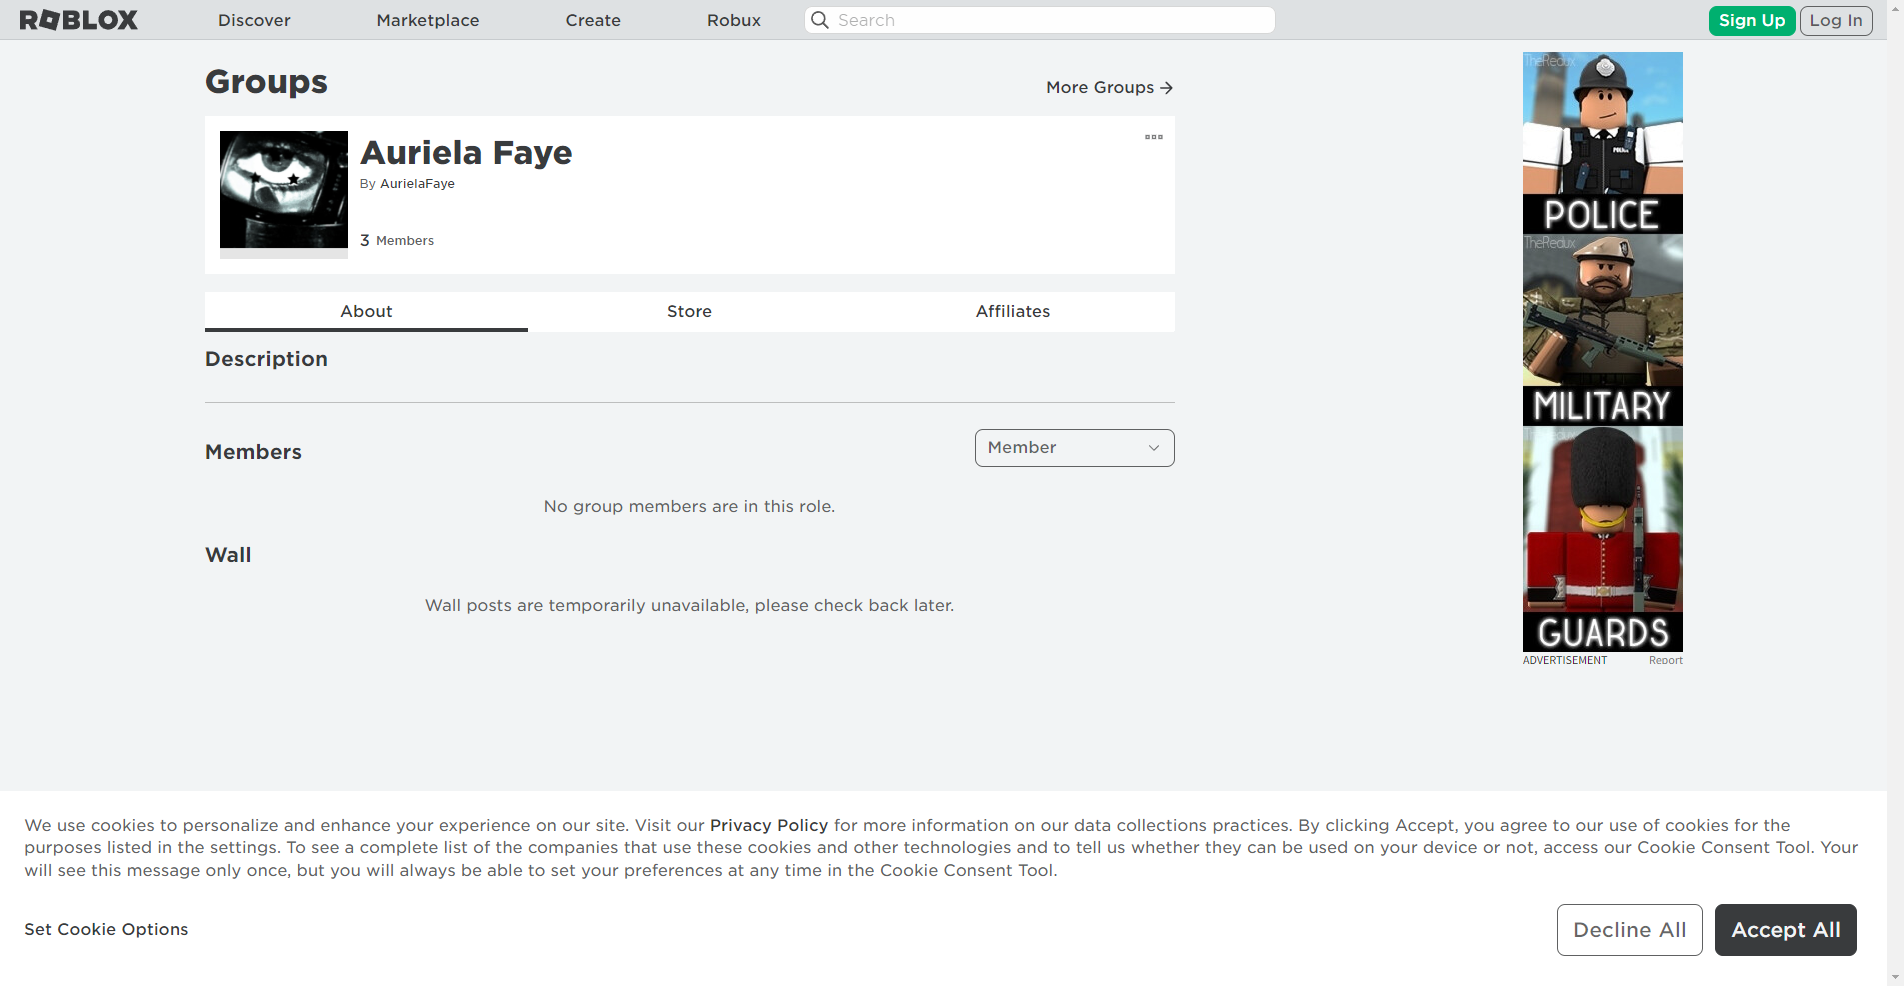 ROBLOX
Discover
Marketplace
Create
Robux
Search
Sign Up
Log In
Groups
More Groups
Auriela Faye
By AurielaFaye
3 Members
About
Store
Affiliates
Description
Members
Member
No group members are in this role.
Wall
Wall posts are temporarily unavailable, please check back later.
TheRedux
POLICE
POLICE
TheRedux
MILITARY
TheRedux
GUARDS
ADVERTISEMENT
Report
We use cookies to personalize and enhance your experience on our site. Visit our Privacy Policy for more information on our data collections practices. By clicking Accept, you agree to our use of cookies for the
purposes listed in the settings. To see a complete list of the companies that use these cookies and other technologies and to tell us whether they can be used on your device or not, access our Cookie Consent Tool. Your
will see this message only once, but you will always be able to set your preferences at any time in the Cookie Consent Tool.
Set Cookie Options
Decline All
Accept All